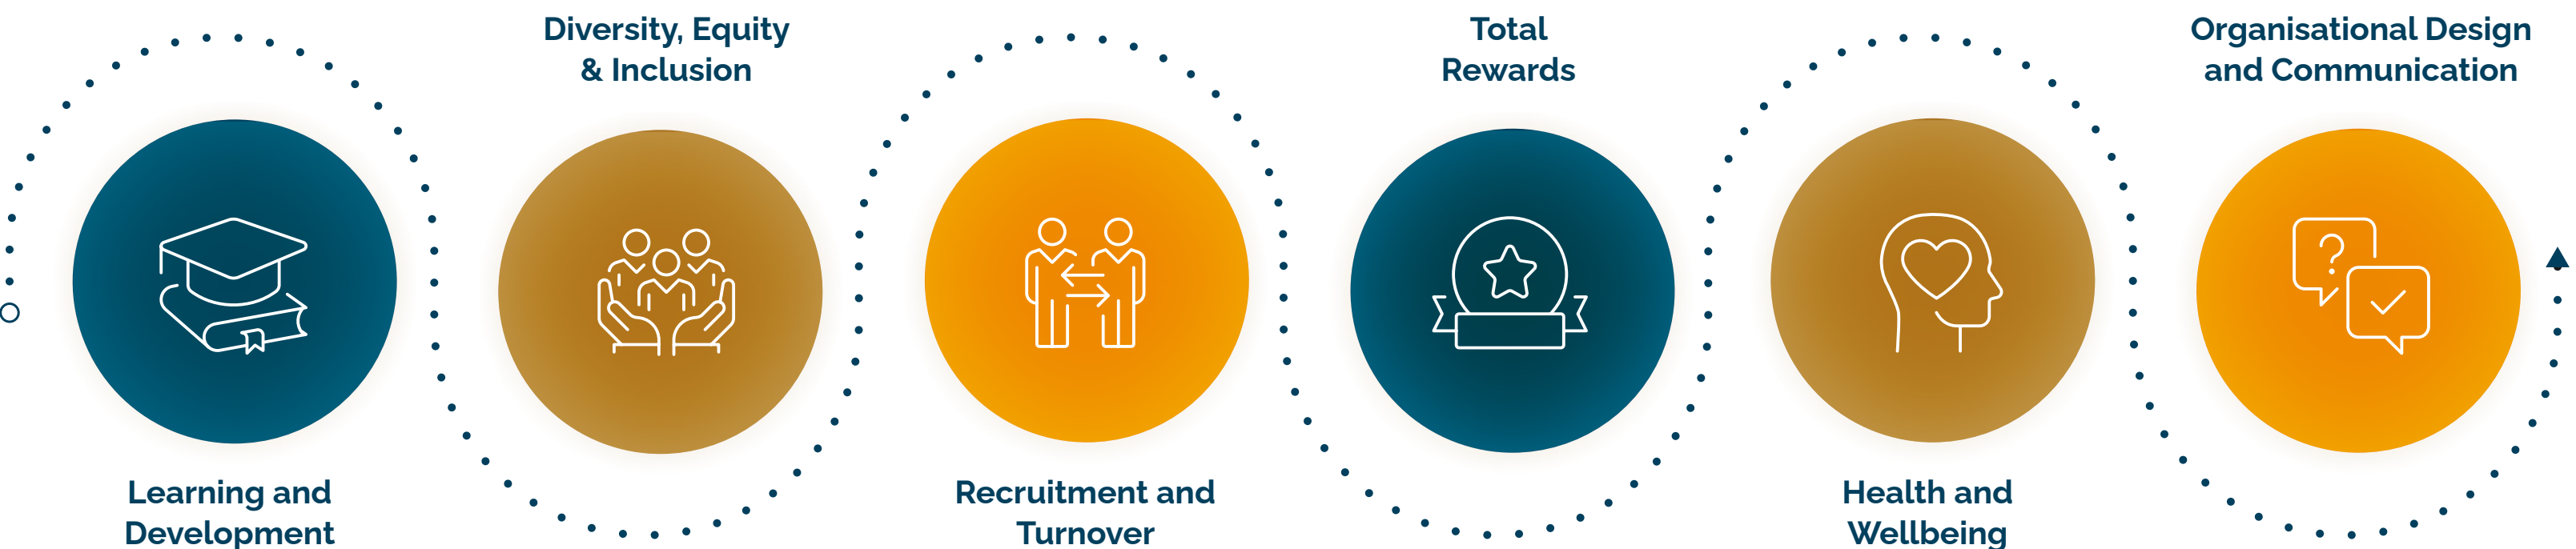 Learning and
Development
Diversity, Equity
& Inclusion
Recruitment and
Turnover
Total
Rewards
Health and
Wellbeing
Organisational Design
and Communication